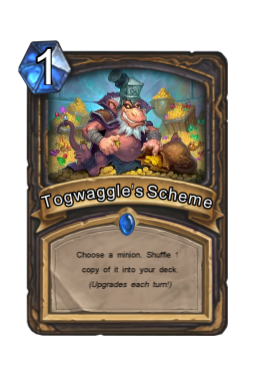 1
Togwaggle's Scheme
Choose a minion. Shuffle 1
copy of it into your deck.
(Upgrades each turn!)